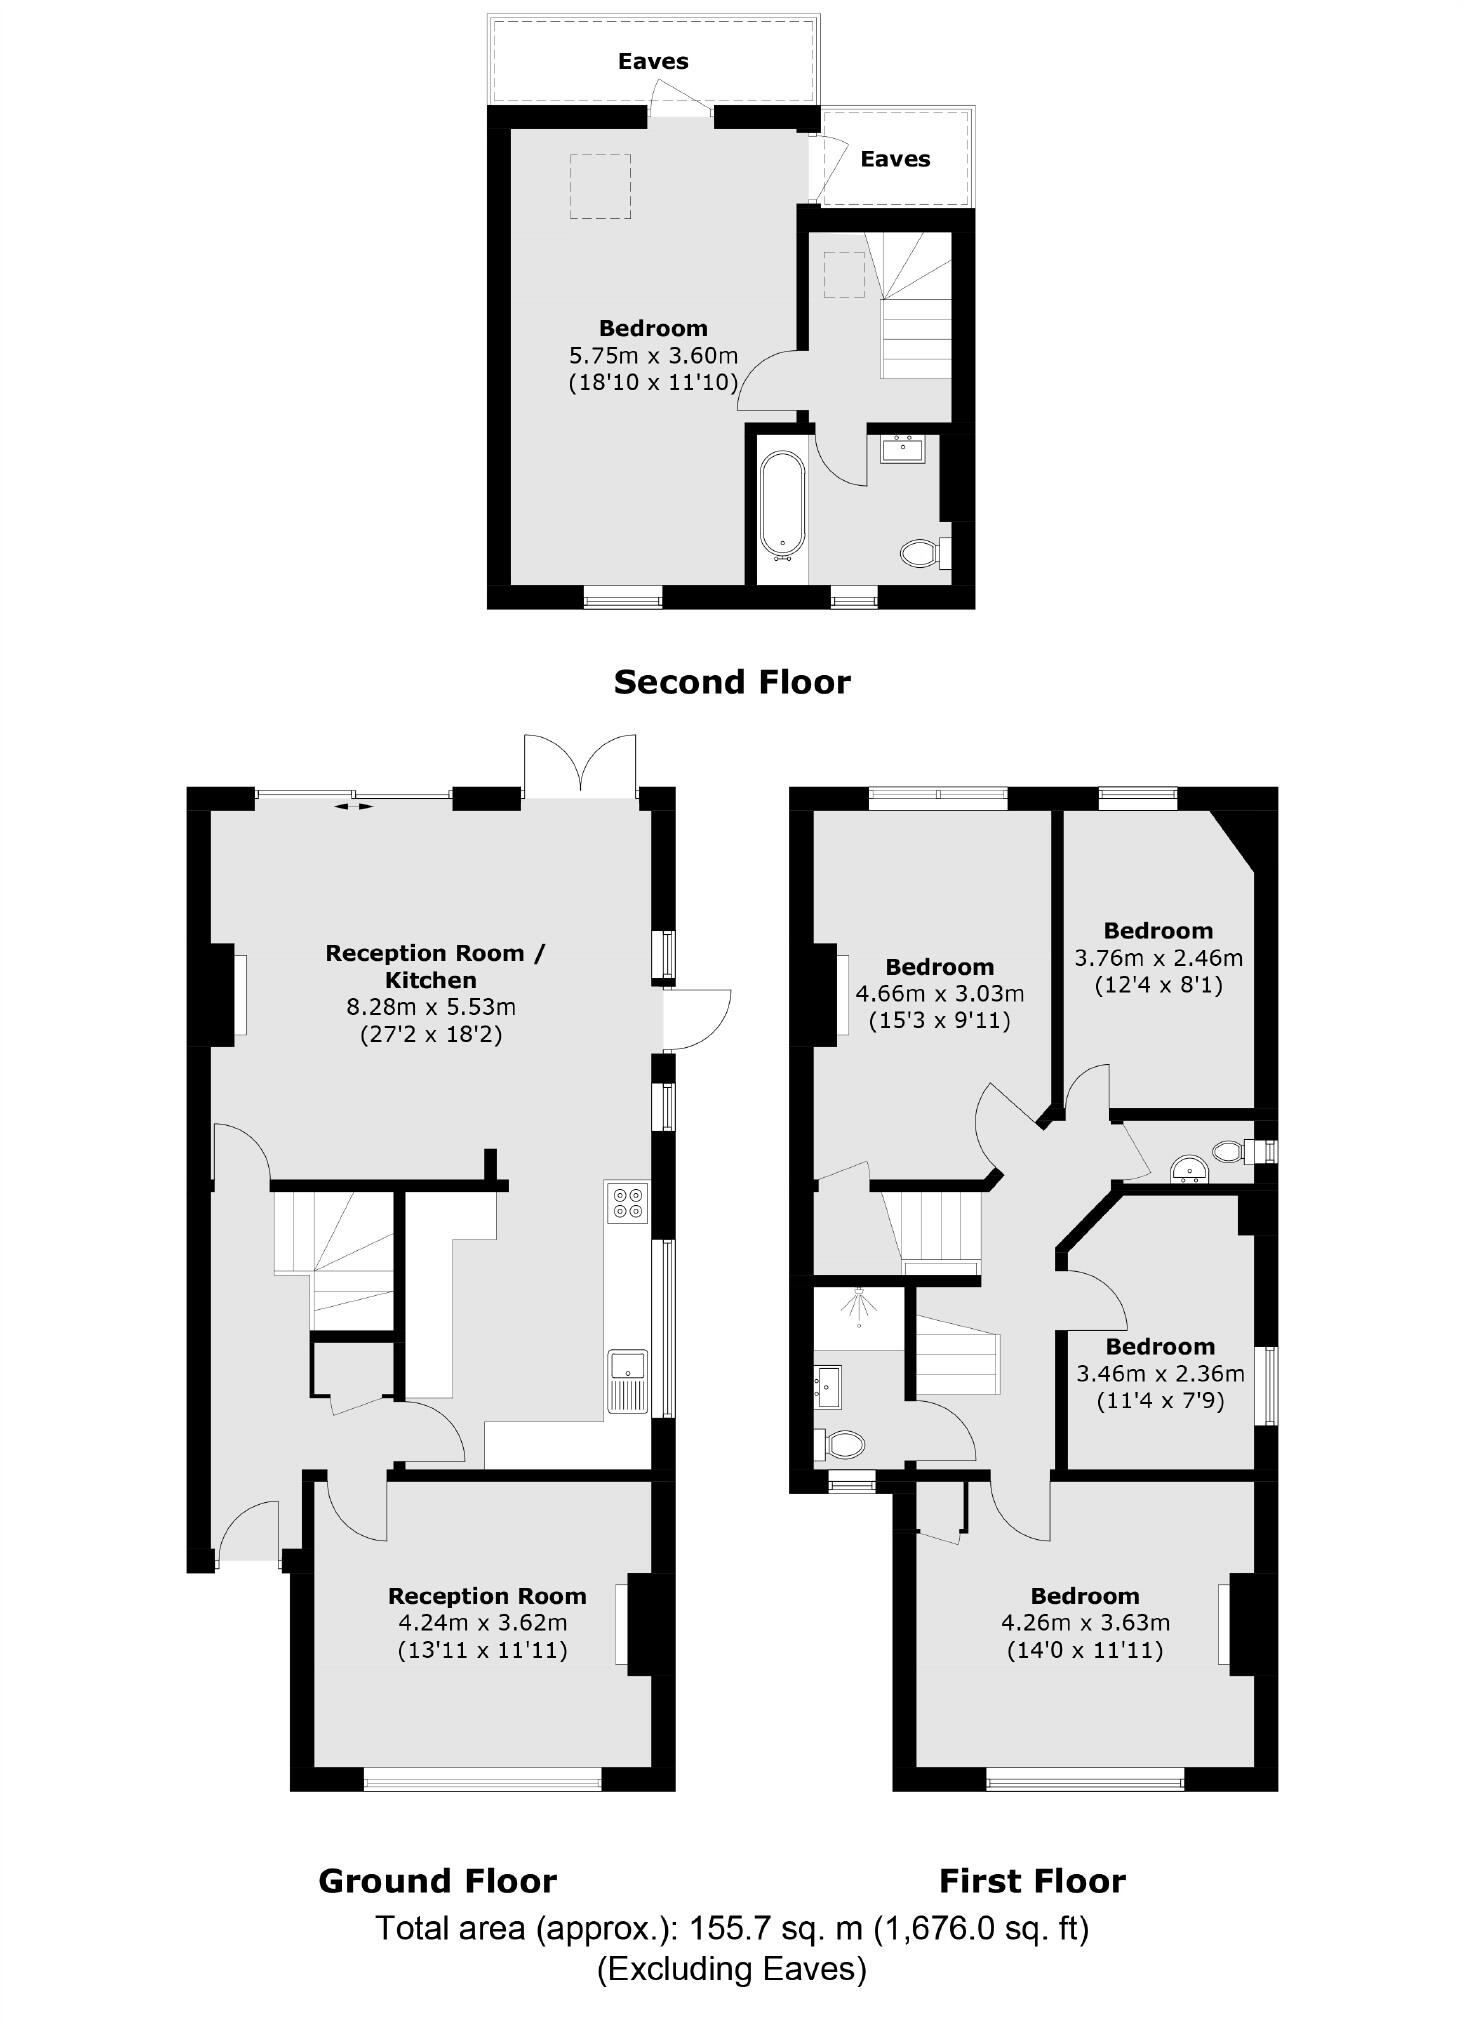 Eaves
Eaves
Bedroom
5.75m x 3.60m
(18'10 x 11'10)
Second Floor
Reception Room /
Kitchen
8.28m x 5.53m
(27'2 x 18'2)
Reception Room
4.24m x 3.62m
(13'11 x 11'11)
Ground Floor
Bedroom
4.66m x 3.03m
(15'3 x 9'11)
Bedroom
3.76m x 2.46m
(12'4 x 8'1)
Bedroom
3.46m x 2.36m
(11'4 x 7'9)
Bedroom
4.26m x 3.63m
(14'0 x 11'11)
First Floor
Total area (approx.): 155.7 sq. m (1,676.0 sq. ft)
(Excluding Eaves)